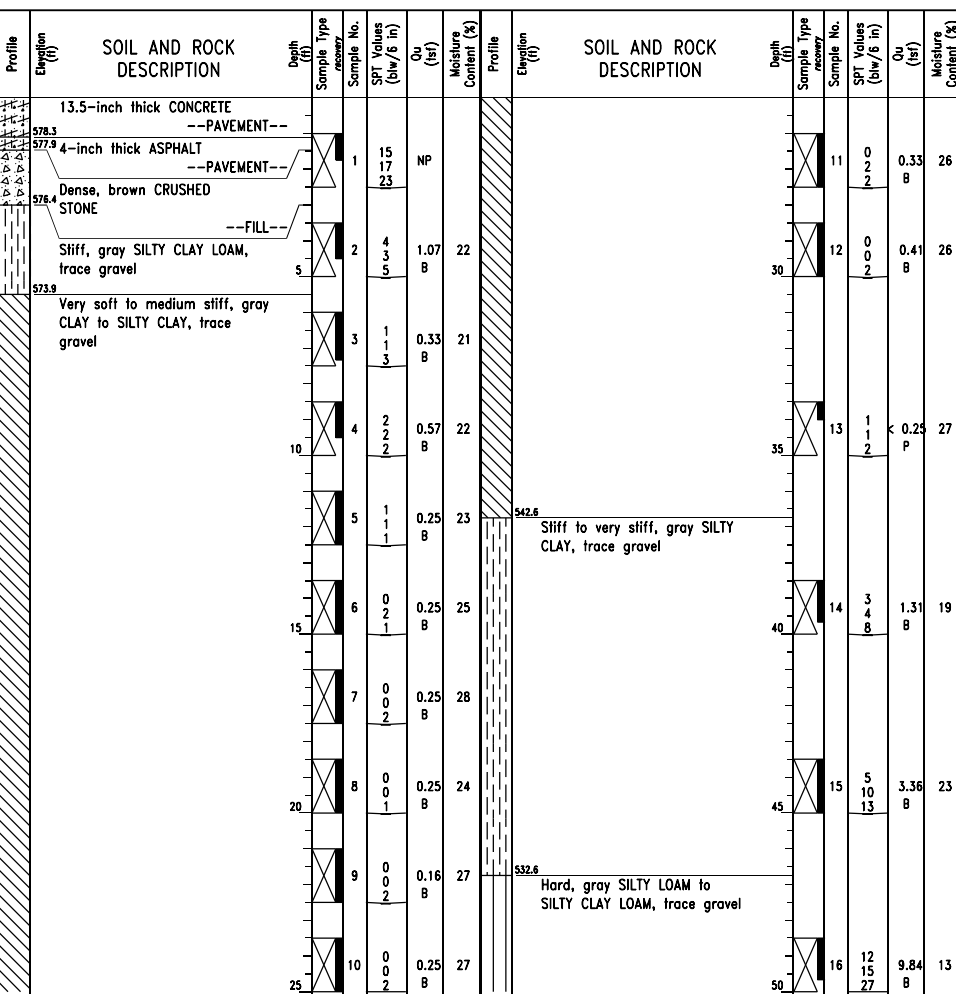 Profile
Elevation
(ft)
SOIL AND ROCK
DESCRIPTION
Depth
(ft)
Sample Type
recovery
Sample No.
SPT Values
(blw/6 in)
Qu
(tsf)
Moisture
Content (%)
13.5-inch thick CONCRETE
--PAVEMENT--
578.3
577.9
4-inch thick ASPHALT
--PAVEMENT--
1
15
17
23
NP
Dense, brown CRUSHED
STONE
576.4
--FILL--
Stiff, gray SILTY CLAY LOAM,
trace gravel
5
2
4
3
5
1.07
B
22
573.9
Very soft to medium stiff, gray
CLAY to SILTY CLAY, trace
gravel
3
1
1
3
0.33
B
21
10
4
2
2
2
0.57
B
22
5
1
1
1
0.25
B
23
15
6
0
2
1
0.25
B
25
7
0
0
2
0.25
B
28
20
8
0
0
1
0.25
B
24
9
0
0
2
0.16
B
27
25
10
0
0
2
0.25
B
27
Profile
Elevation
(ft)
SOIL AND ROCK
DESCRIPTION
Depth
(ft)
Sample Type
recovery
Sample No.
SPT Values
(blw/6 in)
Qu
(tsf)
Moisture
Content (%)
11
0
2
2
0.33
B
26
30
12
0
0
2
0.41
B
26
35
13
1
1
2
< 0.25
P
27
542.6
Stiff to very stiff, gray SILTY
CLAY, trace gravel
40
14
3
4
8
1.31
B
19
45
15
5
10
13
3.36
B
23
532.6
Hard, gray SILTY LOAM to
SILTY CLAY LOAM, trace gravel
50
16
12
15
27
9.84
B
13